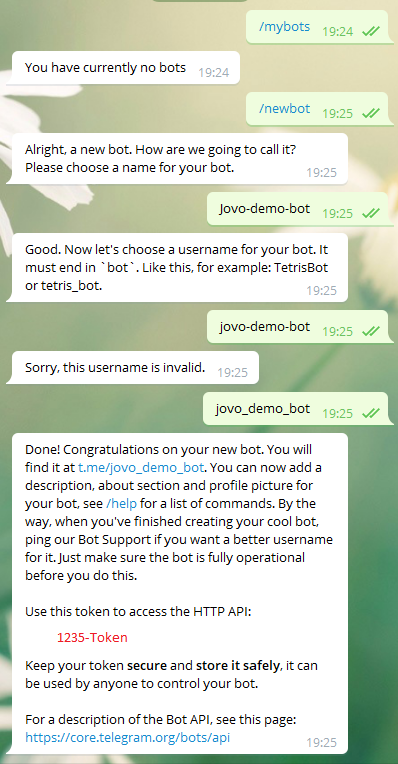 /mybots 19:24
You have currently no bots 19:24
/newbot 19:25
Alright, a new bot. How are we going to call it?
Please choose a name for your bot. 19:25
Jovo-demo-bot 19:25
Good. Now let's choose a username for your bot. It
must end in `bot`. Like this, for example: TetrisBot
or tetris_bot. 19:25
jovo-demo-bot 19:25
Sorry, this username is invalid. 19:25
jovo_demo_bot 19:25
Done! Congratulations on your new bot. You will
find it at t.me/jovo_demo_bot. You can now add a
description, about section and profile picture for
your bot, see /help for a list of commands. By the
way, when you've finished creating your cool bot,
ping our Bot Support if you want a better username
for it. Just make sure the bot is fully operational
before you do this.
Use this token to access the HTTP API:
1235-Token
Keep your token secure and store it safely, it can
be used by anyone to control your bot.
For a description of the Bot API, see this page:
https://core.telegram.org/bots/api 19:25